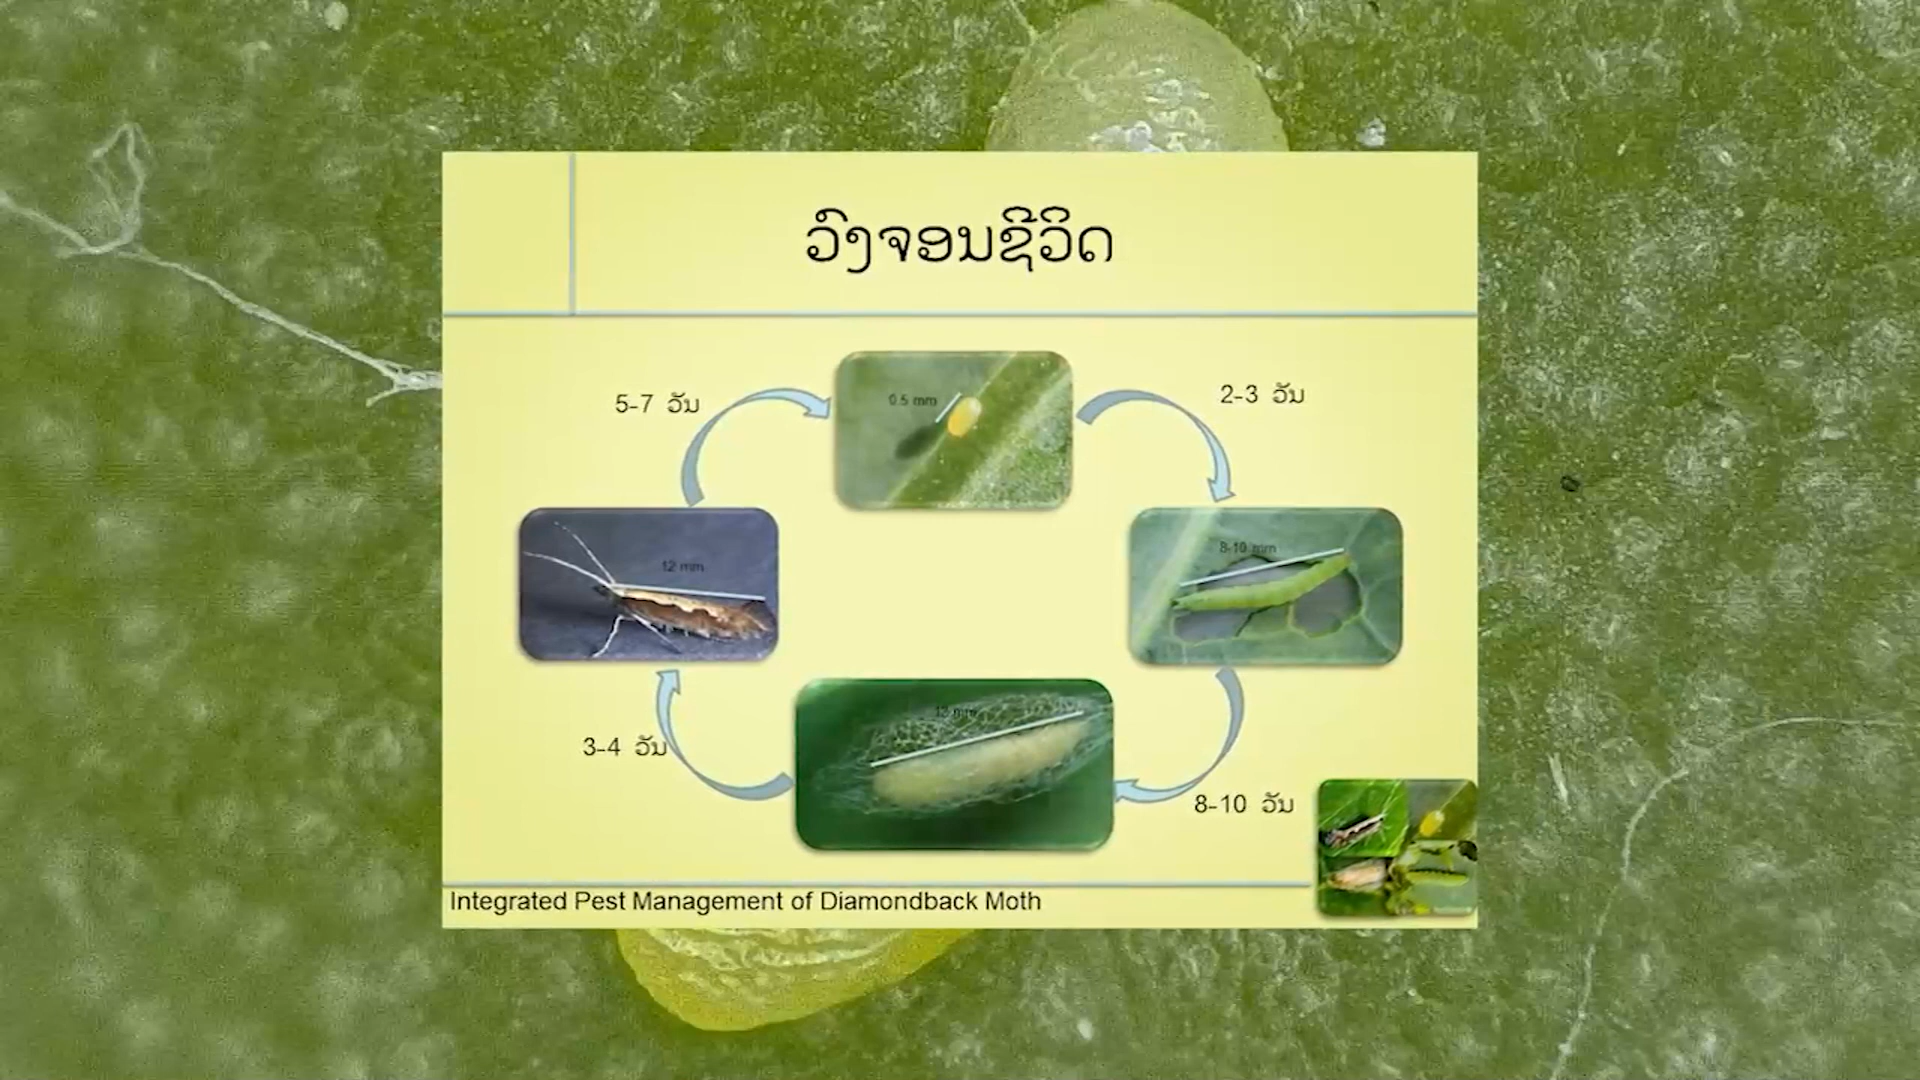 ວົງຈອນຊີວິດ
5-7 ວັນ
0.5 mm
2-3 ວັນ
12 mm
8-10 mm
13 mm
3-4 ວັນ
8-10 ວັນ
Integrated Pest Management of Diamondback Moth